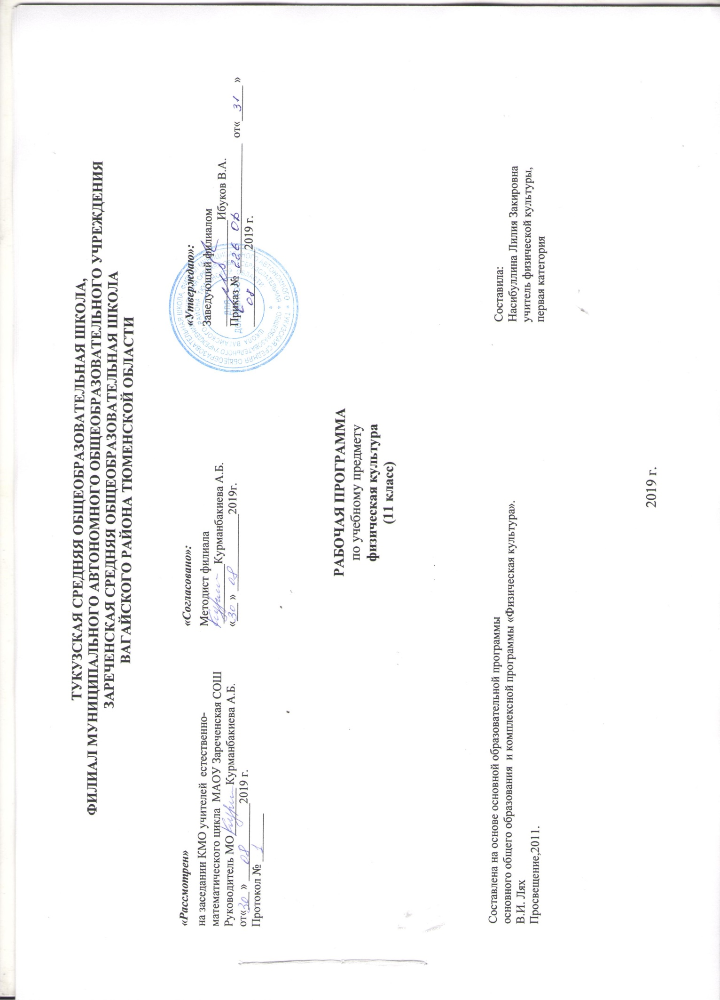 ТУКУЗСКАЯ СРЕДНЯЯ ОБЩЕОБРАЗОВАТЕЛЬНАЯ ШКОЛА,
ФИЛИАЛ МУНИЦИПАЛЬНОГО АВТОНОМНОГО ОБЩЕОБРАЗОВАТЕЛЬНОГО УЧРЕЖДЕНИЯ
ЗАРЕЧЕНСКАЯ СРЕДНЯЯ ОБЩЕОБРАЗОВАТЕЛЬНАЯ ШКОЛА
ВАГАЙСКОГО РАЙОНА ТЮМЕНСКОЙ ОБЛАСТИ
«Рассмотрен»
на заседании КМО учителей естественно-
математического цикла МАОУ Зареченская СОШ
Руководитель МО Курманбакиева А.Б.
от«30» 08 2019 г.
Протокол № 1
«Согласовано»:
Методист филиала
Курманбакиева А.Б.
«30» 08 2019г.
«Утверждаю»:
Заведующий филиалом
Ибуков В.А.
Приказ № 226 од от« 31 »
08 2019 г.
РАБОЧАЯ ПРОГРАММА
по учебному предмету
физическая культура
(11 класс)
Составлена на основе основной образовательной программы
основного общего образования и комплексной программы «Физическая культура».
В.И. Лях
Просвещение,2011.
Составила:
Насибуллина Лилия Закировна
учитель физической культуры,
первая категория
2019 г.